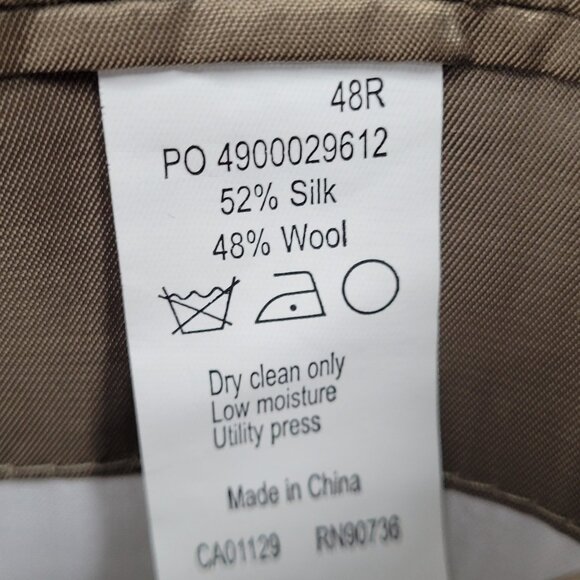 48R
PO 4900029612
52% Silk
48% Wool
Dry clean only
Low moisture
Utility press
Made in China
CA01129 RN90736